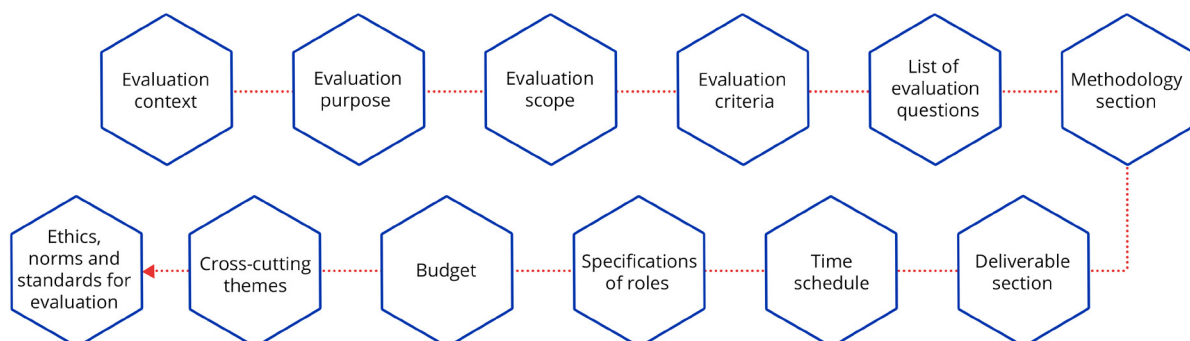 Evaluation
context
Evaluation
purpose
Evaluation
scope
Evaluation
criteria
List of
evaluation
questions
Methodology
section
Deliverable
section
Time
schedule
Specifications
of roles
Budget
Cross-cutting
themes
Ethics,
norms and
standards for
evaluation